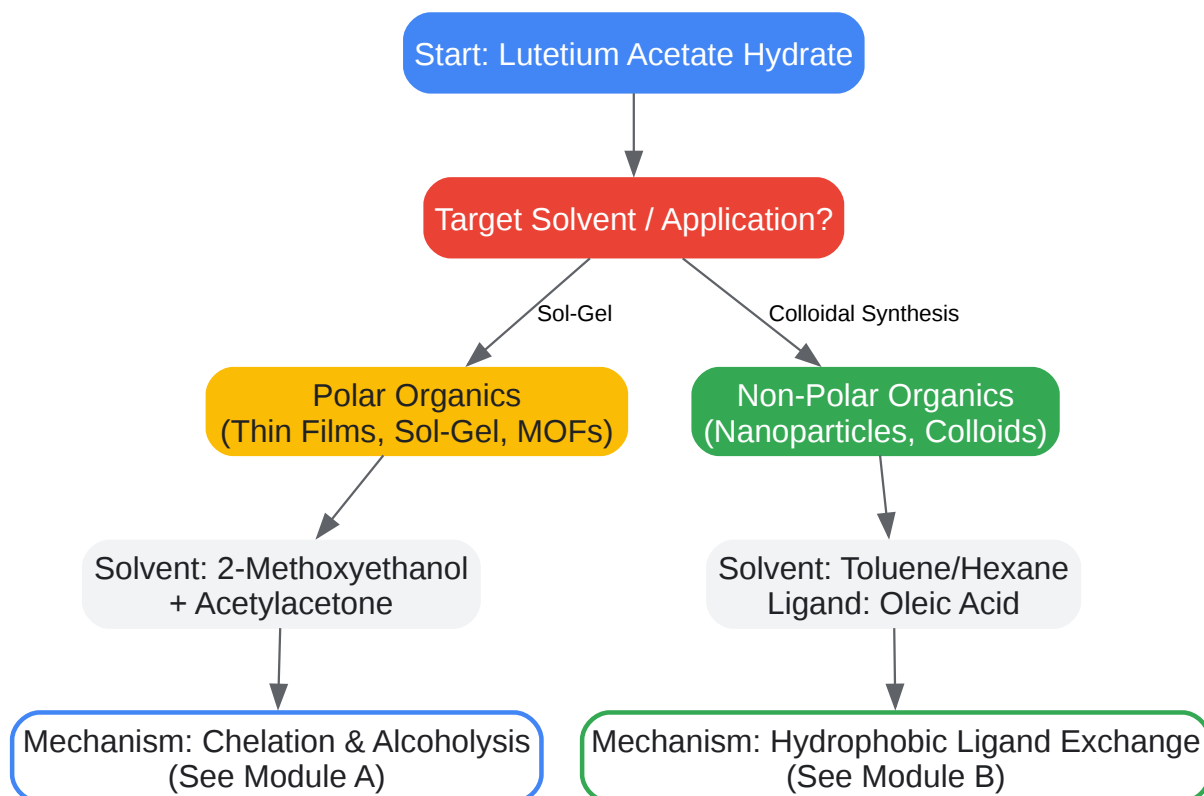 Start: Lutetium Acetate Hydrate
Target Solvent / Application?
Sol-Gel
Colloidal Synthesis
Polar Organics
(Thin Films, Sol-Gel, MOFs)
Non-Polar Organics
(Nanoparticles, Colloids)
Solvent: 2-Methoxyethanol
+ Acetylacetone
Solvent: Toluene/Hexane
Ligand: Oleic Acid
Mechanism: Chelation & Alcoholysis
(See Module A)
Mechanism: Hydrophobic Ligand Exchange
(See Module B)